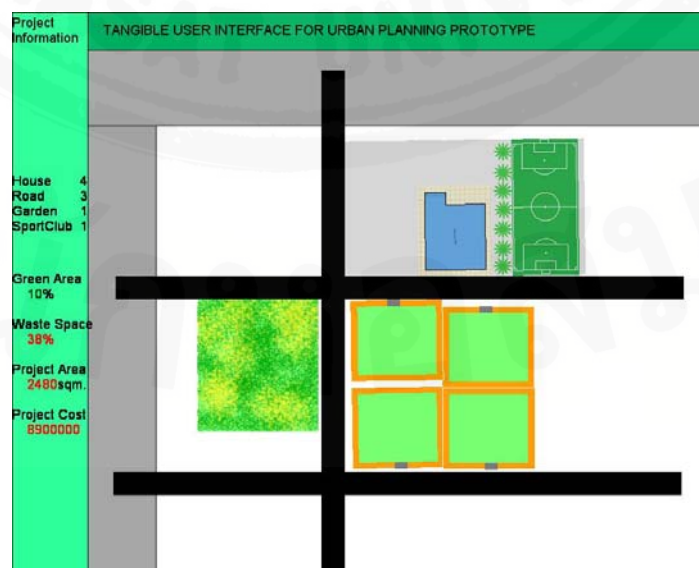 Project
Information
TANGIBLE USER INTERFACE FOR URBAN PLANNING PROTOTYPE
House 4
Road 3
Garden 1
SportClub 1
Green Area
10%
Waste Space
38%
Project Area
2480sqm.
Project Cost
8900000